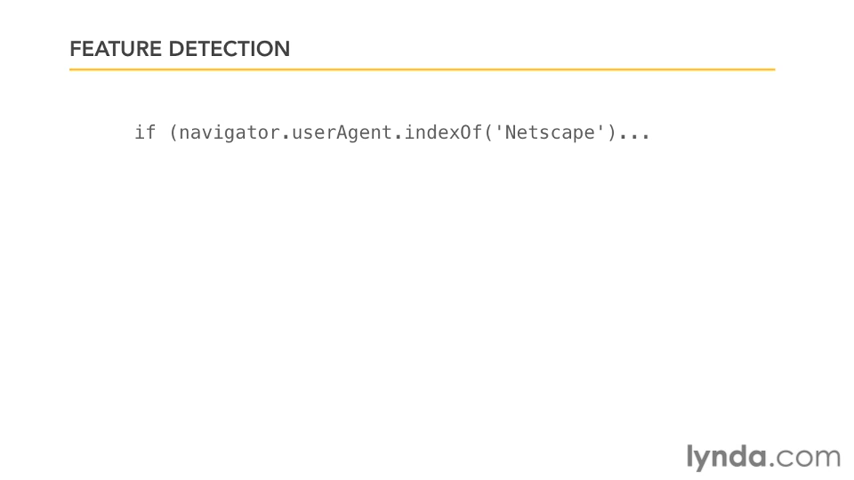 FEATURE DETECTION
if (navigator.userAgent.indexOf('Netscape')...
lynda.com